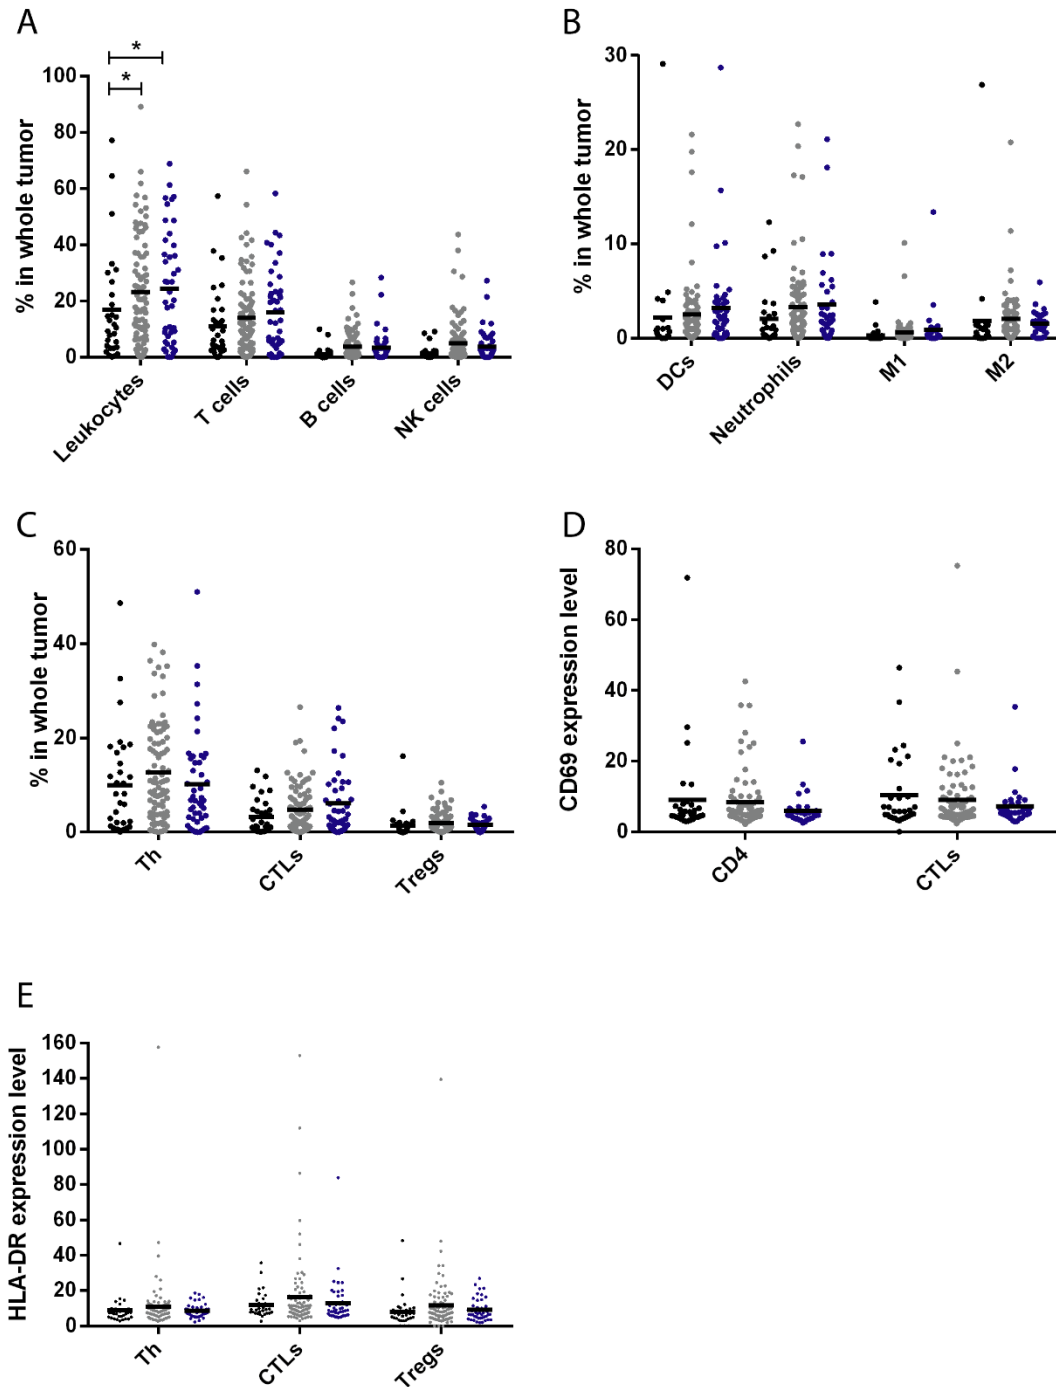 A
*
*
% in whole tumor
100
80
60
40
20
0
Leukocytes
T cells
B cells
NK cells
B
% in whole tumor
30
20
10
0
DCs
Neutrophils
M1
M2
C
% in whole tumor
60
40
20
0
Th
CTLs
Tregs
D
CD69 expression level
80
60
40
20
0
CD4
CTLs
E
HLA-DR expression level
160
140
120
100
80
60
40
20
0
Th
CTLs
Tregs